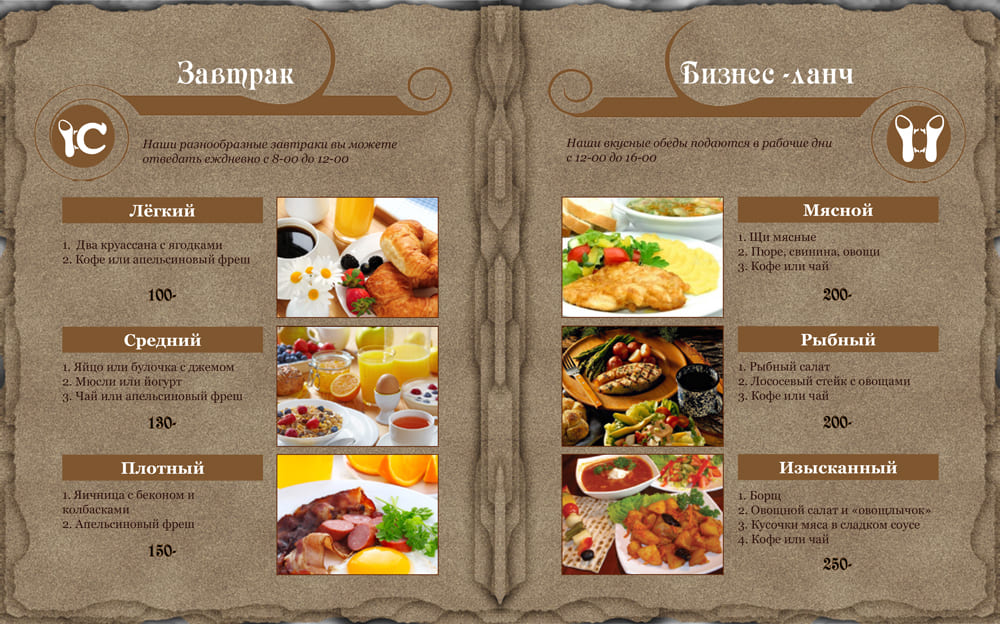 Завтрак
Наши разнообразные завтраки вы можете
отведать еждневно с 8-00 до 12-00
Лёгкий
1. Два круассана с ягодками
2. Кофе или апельсиновый фреш
100-
Средний
1. Яйцо или булочка с джемом
2. Мюсли или йогурт
3. Чай или апельсиновый фреш
130-
Плотный
1. Яичница с беконом и
колбасками
2. Апельсиновый фреш
150-
Бизнес -ланч
Наши вкусные обеды подаются в рабочие дни
с 12-00 до 16-00
Мясной
1. Щи мясные
2. Пюре, свинина, овощи
3. Кофе или чай
200-
Рыбный
1. Рыбный салат
2. Лососевый стейк с овощами
3. Кофе или чай
200-
Изысканный
1. Борщ
2. Овощной салат и «овощлычок»
3. Кусочки мяса в сладком соусе
4. Кофе или чай
250-